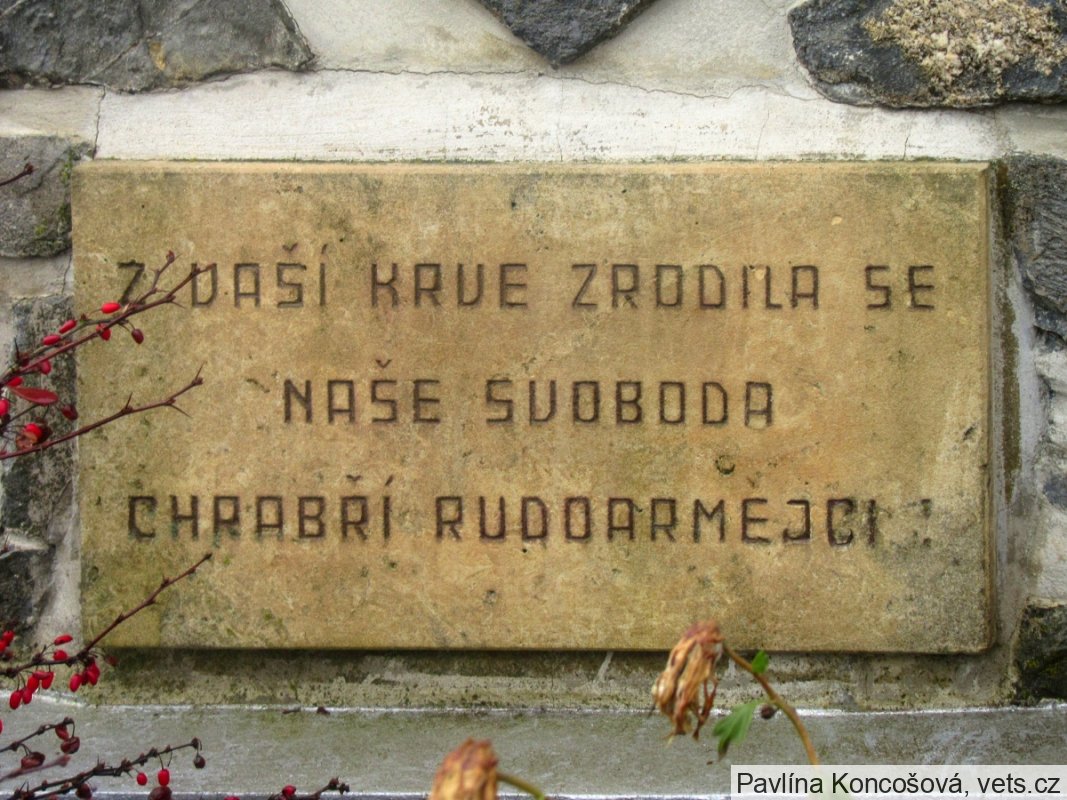 Z VAŠÍ KRVE ZRODILA SE
NAŠE SVOBODA
CHRABŘÍ RUDOARMEJCI !
Pavlína Koncošová, vets.cz